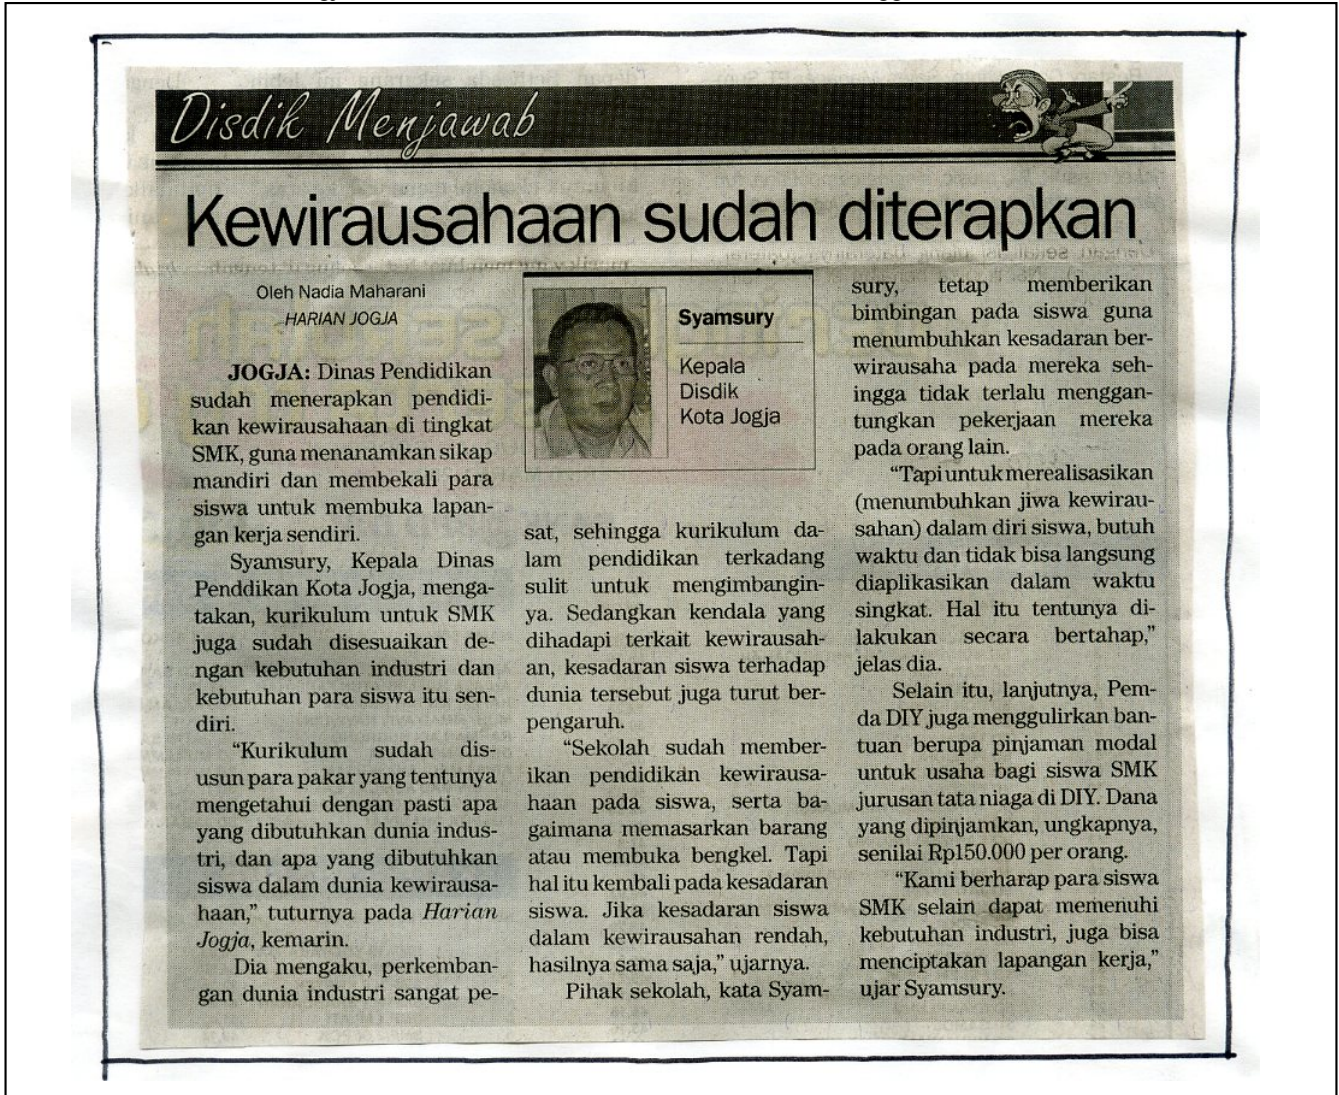 Disdik Menjawab
Kewirausahaan sudah diterapkan
Oleh Nadia Maharani
HARIAN JOGJA
JOGJA: Dinas Pendidikan
sudah menerapkan pendidi-
kan kewirausahaan di tingkat
SMK, guna menanamkan sikap
mandiri dan membekali para
siswa untuk membuka lapan-
gan kerja sendiri.
Syamsury, Kepala Dinas
Penddikan Kota Jogja, menga-
takan, kurikulum untuk SMK
juga sudah disesuaikan de-
ngan kebutuhan industri dan
kebutuhan para siswa itu sen-
diri.
“Kurikulum sudah dis-
usun para pakar yang tentunya
mengetahui dengan pasti apa
yang dibutuhkan dunia indus-
tri, dan apa yang dibutuhkan
siswa dalam dunia kewirausa-
haan,” tuturnya pada Harian
Jogja, kemarin.
Dia mengaku, perkemban-
gan dunia industri sangat pe-
Syamsury
Kepala
Disdik
Kota Jogja
sat, sehingga kurikulum da-
lam pendidikan terkadang
sulit untuk mengimbangin-
ya. Sedangkan kendala yang
dihadapi terkait kewirausah-
an, kesadaran siswa terhadap
dunia tersebut juga turut ber-
pengaruh.
“Sekolah sudah member-
ikan pendidikan kewirausa-
haan pada siswa, serta ba-
gaimana memasarkan barang
atau membuka bengkel. Tapi
hal itu kembali pada kesadaran
siswa. Jika kesadaran siswa
dalam kewirausahan rendah,
hasilnya sama saja,” ujarnya.
Pihak sekolah, kata Syam-
sury, tetap memberikan
bimbingan pada siswa guna
menumbuhkan kesadaran ber-
wirausaha pada mereka seh-
ingga tidak terlalu menggan-
tungkan pekerjaan mereka
pada orang lain.
“Tapi untuk merealisasikan
(menumbuhkan jiwa kewirau-
sahan) dalam diri siswa, butuh
waktu dan tidak bisa langsung
diaplikasikan dalam waktu
singkat. Hal itu tentunya di-
lakukan secara bertahap,”
jelas dia.
Selain itu, lanjutnya, Pem-
da DIY juga menggulirkan ban-
tuan berupa pinjaman modal
untuk usaha bagi siswa SMK
jurusan tata niaga di DIY. Dana
yang dipinjamkan, ungkapnya,
senilai Rp150.000 per orang.
“Kami berharap para siswa
SMK selain dapat memenuhi
kebutuhan industri, juga bisa
menciptakan lapangan kerja,”
ujar Syamsury.